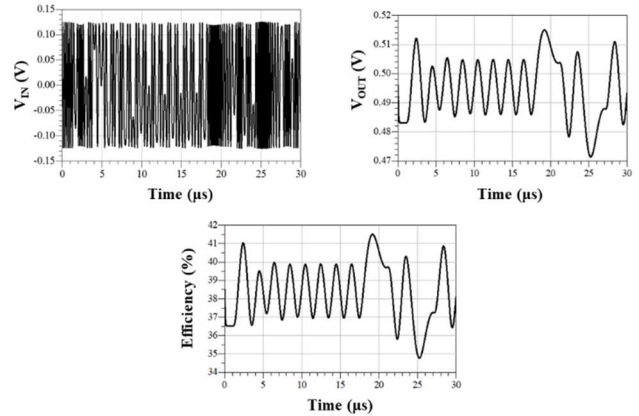 0.15
0.10
0.05
0.00
-0.05
-0.10
-0.15
V_IN (V)
0 5 10 15 20 25 30
Time (µs)
0.52
0.51
0.50
0.49
0.48
0.47
V_OUT (V)
0 5 10 15 20 25 30
Time (µs)
42
41
40
39
38
37
36
35
34
Efficiency (%)
0 5 10 15 20 25 30
Time (µs)